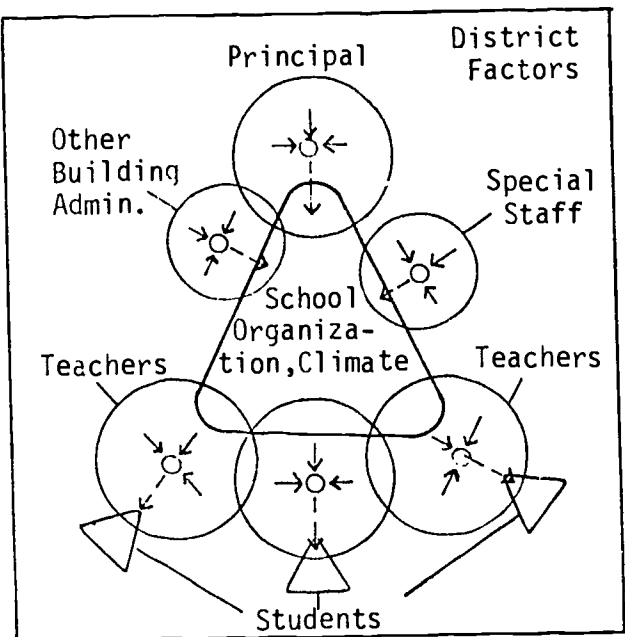 District
Factors
Principal
Other
Building
Admin.
Special
Staff
School
Organiza-
tion,Climate
Teachers
Teachers
Students